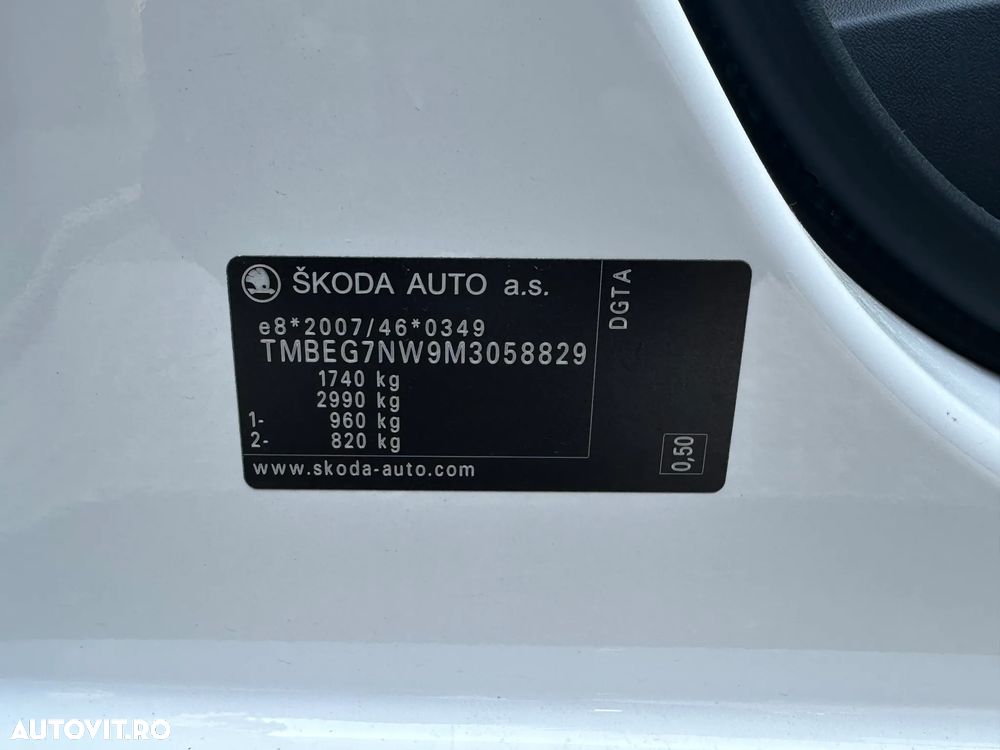 ŠKODA AUTO a.s.
e8*2007/46*0349
TMBEG7NW9M3058829
1740 kg
2990 kg
1- 960 kg
2- 820 kg
www.skoda-auto.com
DGTA
0,50
AUTOVIT.RO